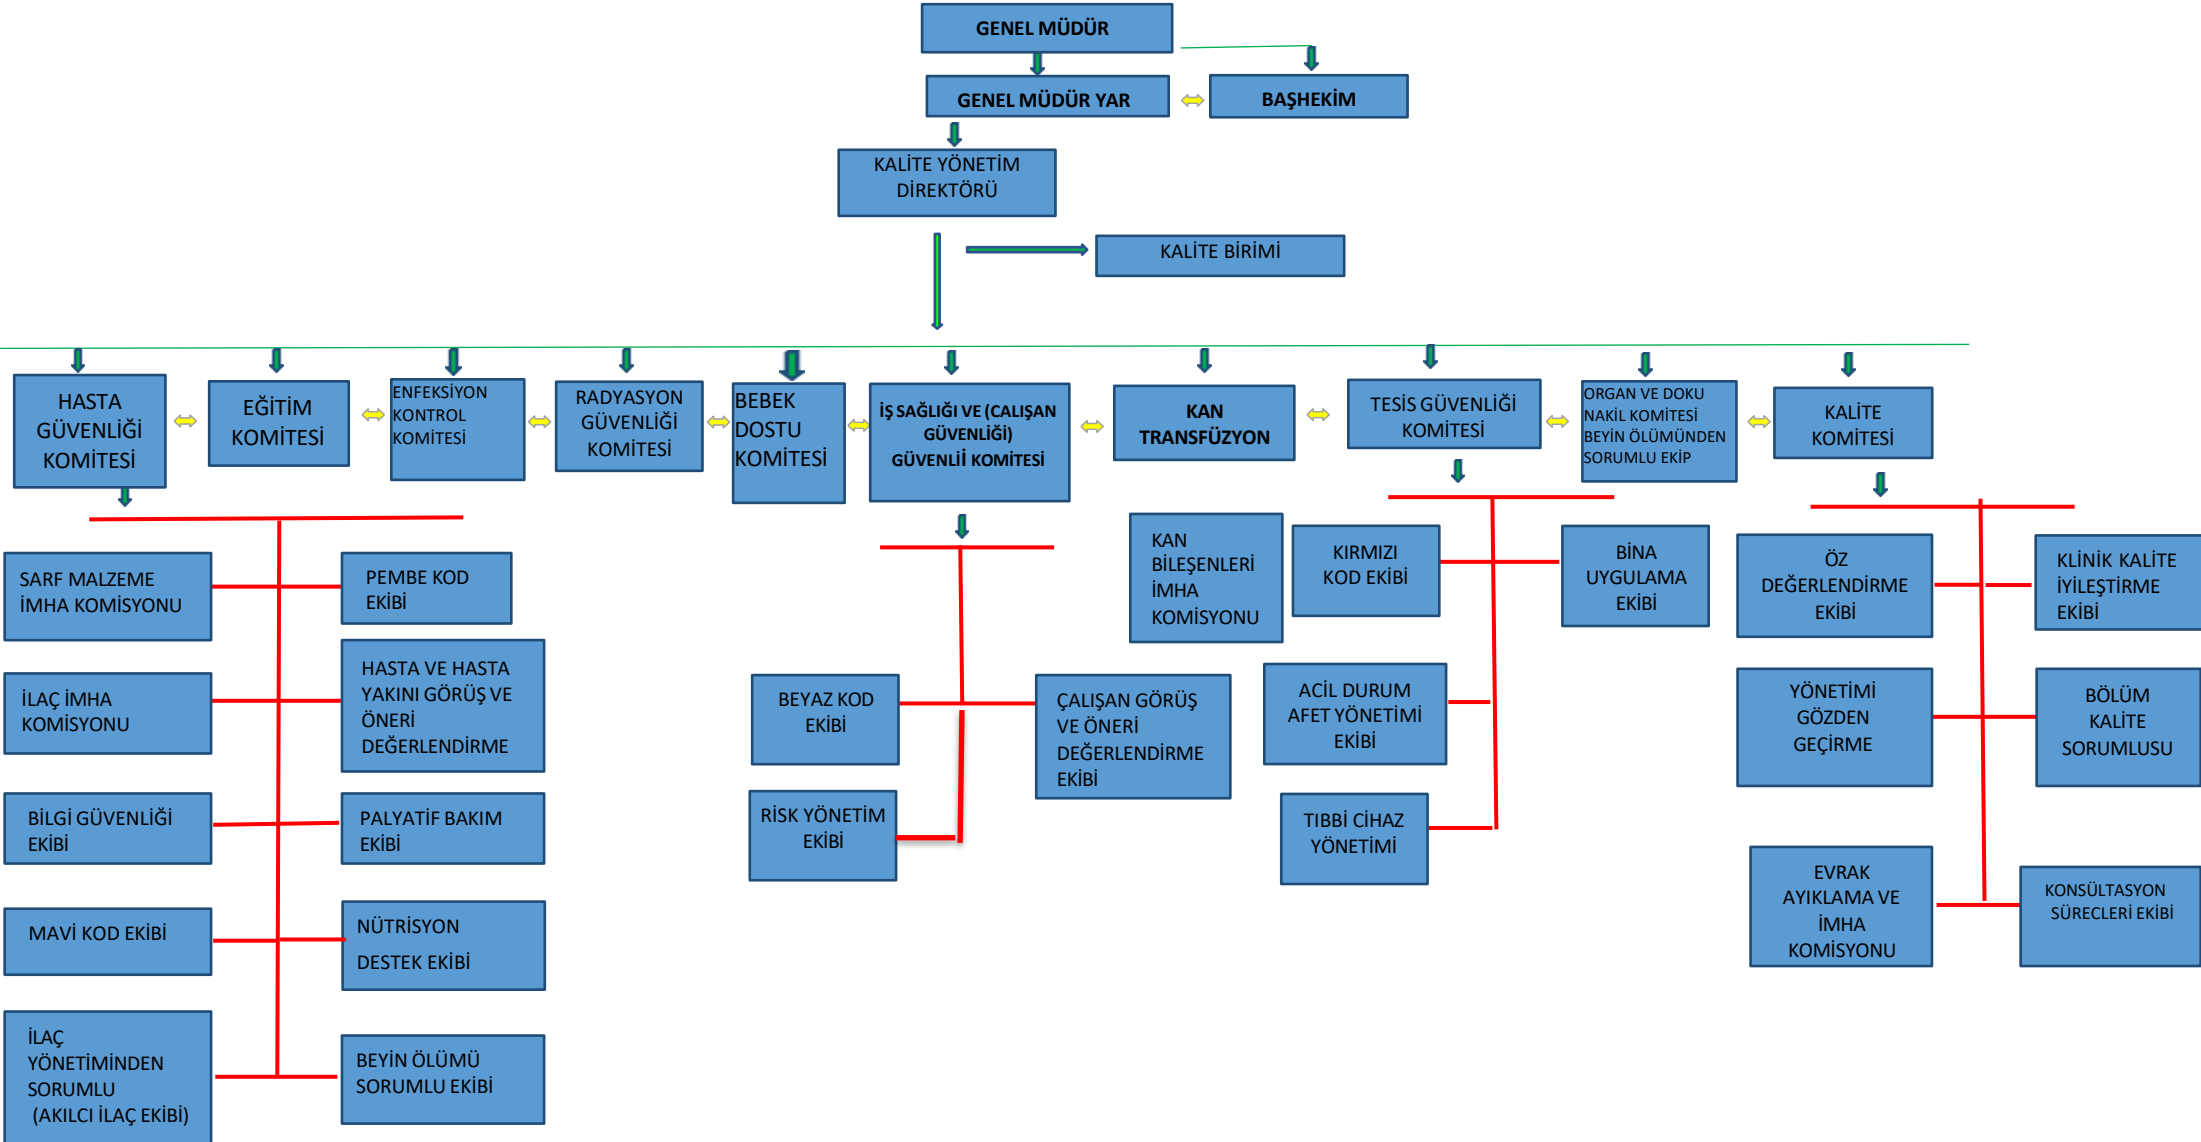 GENEL MÜDÜR
GENEL MÜDÜR YAR
BAŞHEKİM
KALİTE YÖNETİM
DİREKTÖRÜ
KALİTE BİRİMİ
HASTA
GÜVENLİĞİ
KOMİTESİ
EĞİTİM
KOMİTESİ
ENFEKSİYON
KONTROL
KOMİTESİ
RADYASYON
GÜVENLİĞİ
KOMİTESİ
BEBEK
DOSTU
KOMİTESİ
İŞ SAĞLIĞI VE (CALIŞAN
GÜVENLİĞİ)
GÜVENLİİ KOMİTESİ
KAN
TRANSFÜZYON
TESİS GÜVENLİĞİ
KOMİTESİ
ORGAN VE DOKU
NAKİL KOMİTESİ
BEYİN ÖLÜMÜNDEN
SORUMLU EKİP
KALİTE
KOMİTESİ
SARF MALZEME
İMHA KOMİSYONU
PEMBE KOD
EKİBİ
İLAÇ İMHA
KOMİSYONU
HASTA VE HASTA
YAKINI GÖRÜŞ VE
ÖNERİ
DEĞERLENDİRME
BİLGİ GÜVENLİĞİ
EKİBİ
PALYATİF BAKIM
EKİBİ
MAVİ KOD EKİBİ
NÜTRİSYON
DESTEK EKİBİ
İLAÇ
YÖNETİMİNDEN
SORUMLU
(AKILCI İLAÇ EKİBİ)
BEYİN ÖLÜMÜ
SORUMLU EKİBİ
BEYAZ KOD
EKİBİ
ÇALIŞAN GÖRÜŞ
VE ÖNERİ
DEĞERLENDİRME
EKİBİ
RİSK YÖNETİM
EKİBİ
KAN
BİLEŞENLERİ
İMHA
KOMİSYONU
KIRMIZI
KOD EKİBİ
BİNA
UYGULAMA
EKİBİ
ACİL DURUM
AFET YÖNETİMİ
EKİBİ
TIBBİ CİHAZ
YÖNETİMİ
ÖZ
DEĞERLENDİRME
EKİBİ
KLİNİK KALİTE
İYİLEŞTİRME
EKİBİ
YÖNETİMİ
GÖZDEN
GEÇİRME
BÖLÜM
KALİTE
SORUMLUSU
EVRAK
AYIKLAMA VE
İMHA
KOMİSYONU
KONSÜLTASYON
SÜRECLERİ EKİBİ